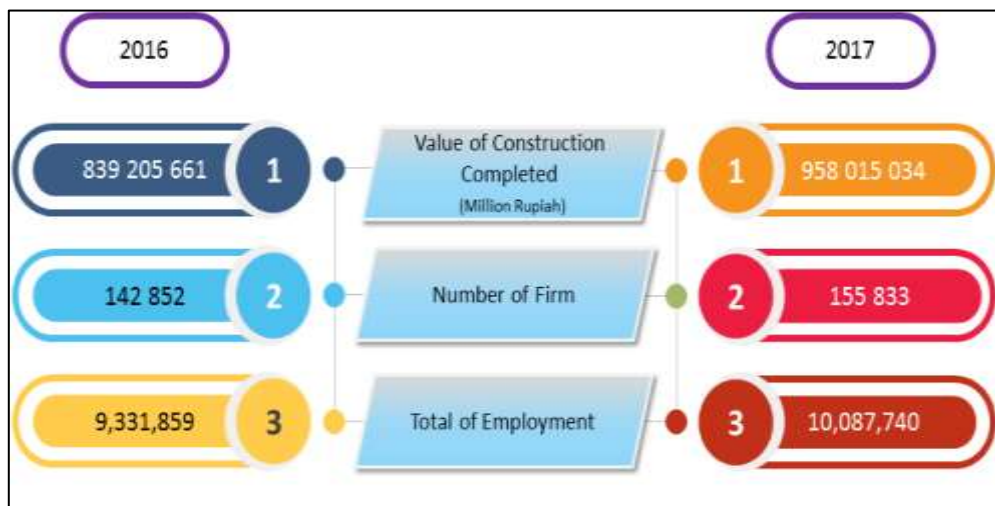 2016
2017
839 205 661
1
Value of Construction
Completed
(Million Rupiah)
1
958 015 034
142 852
2
Number of Firm
2
155 833
9,331,859
3
Total of Employment
3
10,087,740